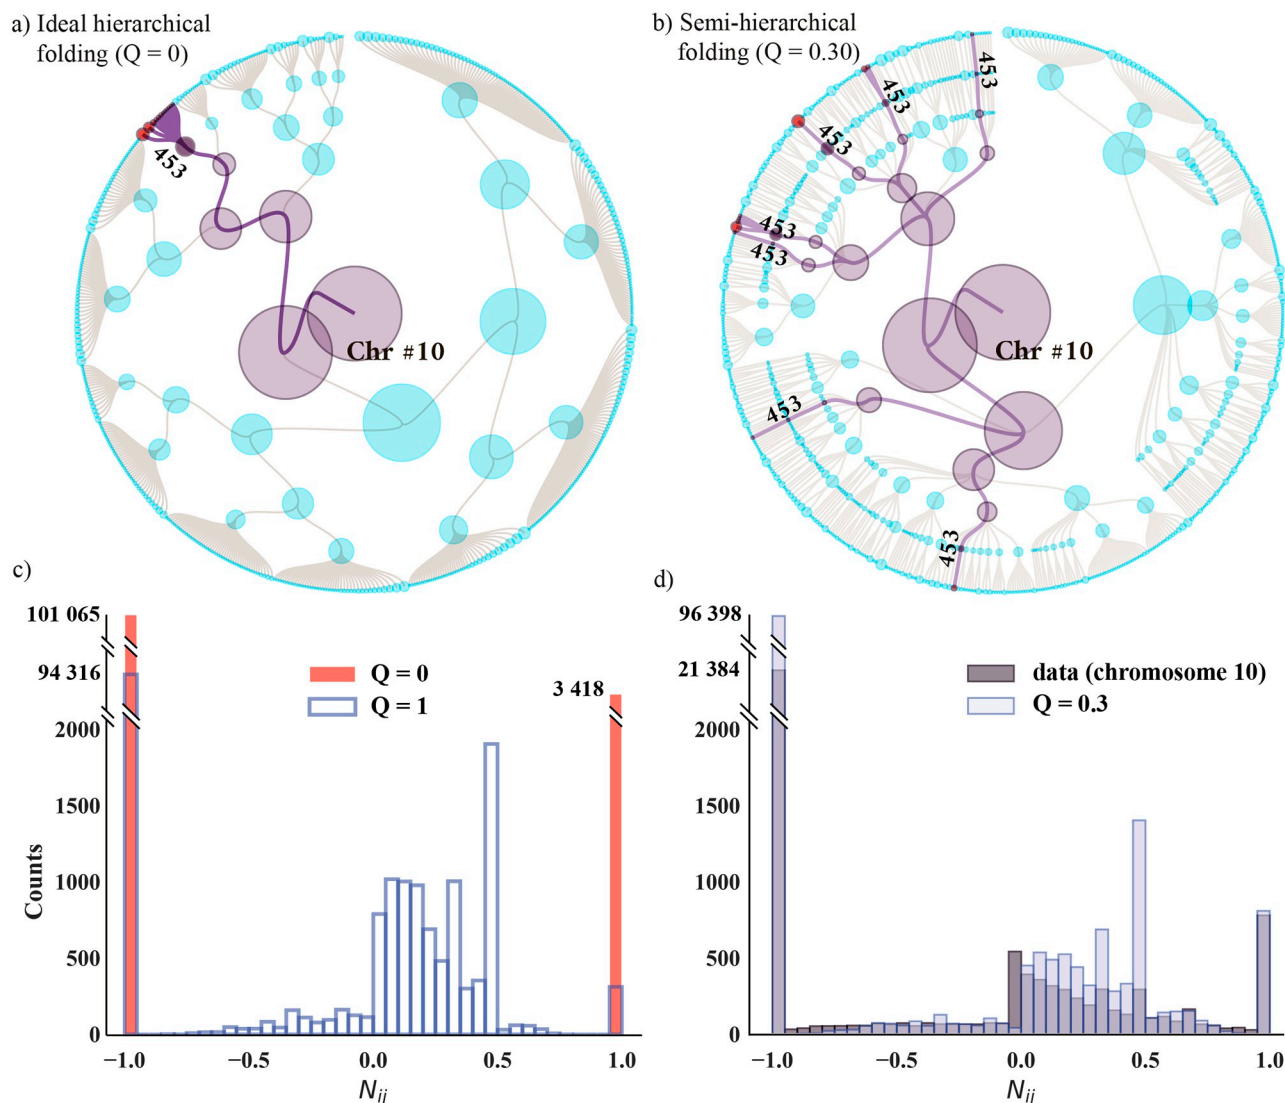 a) Ideal hierarchical
folding (Q = 0)
453
Chr #10
b) Semi-hierarchical
folding (Q = 0.30)
453
453
453
453
453
Chr #10
453
453
c)
101 065
94 316
2000
1500
1000
500
0
Counts
Q = 0
Q = 1
3 418
−1.0
−0.5
0.0
0.5
1.0
N_ij
d)
96 398
21 384
2000
1500
1000
500
0
data (chromosome 10)
Q = 0.3
−1.0
−0.5
0.0
0.5
1.0
N_ij